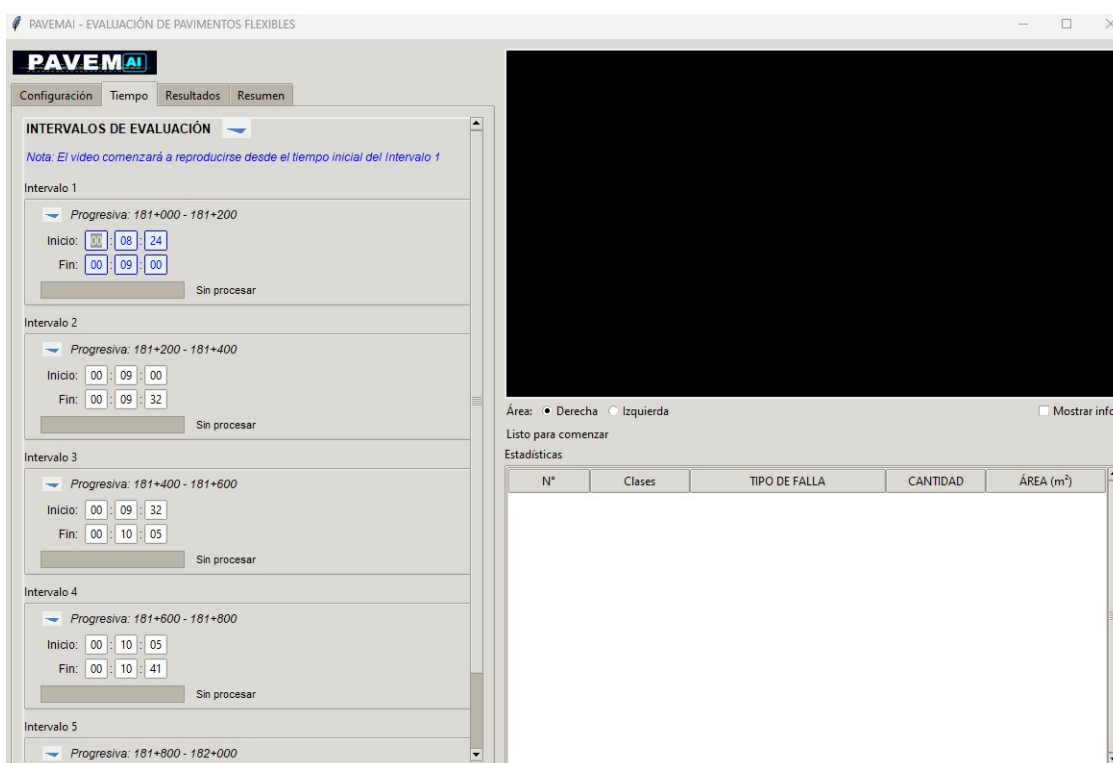 PAVEMAI - EVALUACIÓN DE PAVIMENTOS FLEXIBLES
PAVEMAI
Configuración Tiempo Resultados Resumen
INTERVALOS DE EVALUACIÓN
Nota: El video comenzará a reproducirse desde el tiempo inicial del Intervalo 1
Intervalo 1
Progresiva: 181+000 - 181+200
Inicio: 00 : 08 : 24
Fin: 00 : 09 : 00
Sin procesar
Intervalo 2
Progresiva: 181+200 - 181+400
Inicio: 00 : 09 : 00
Fin: 00 : 09 : 32
Sin procesar
Intervalo 3
Progresiva: 181+400 - 181+600
Inicio: 00 : 09 : 32
Fin: 00 : 10 : 05
Sin procesar
Intervalo 4
Progresiva: 181+600 - 181+800
Inicio: 00 : 10 : 05
Fin: 00 : 10 : 41
Sin procesar
Intervalo 5
Progresiva: 181+800 - 182+000
Área: Derecha Izquierda Mostrar info
Listo para comenzar
Estadísticas
N° Clases TIPO DE FALLA CANTIDAD ÁREA (m²)